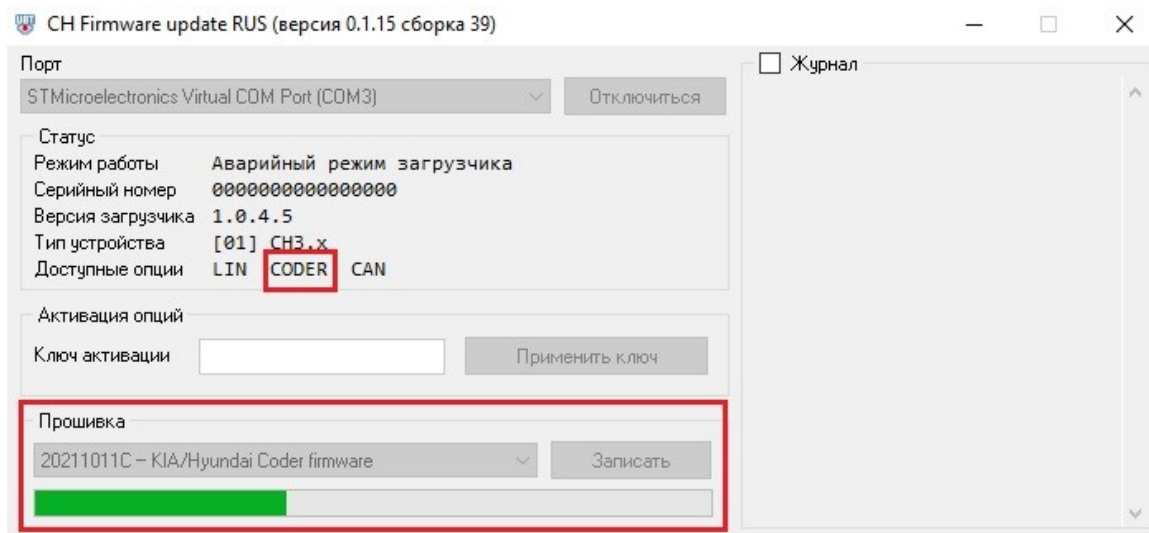 CH Firmware update RUS (версия 0.1.15 сборка 39)
Порт
STMicroelectronics Virtual COM Port (COM3)
Отключиться
Статус
Режим работы Аварийный режим загрузчика
Серийный номер 0000000000000000
Версия загрузчика 1.0.4.5
Тип устройства [01] CH3.x
Доступные опции LIN CODER CAN
Активация опций
Ключ активации
Применить ключ
Прошивка
20211011C – KIA/Hyundai Coder firmware
Записать
Журнал